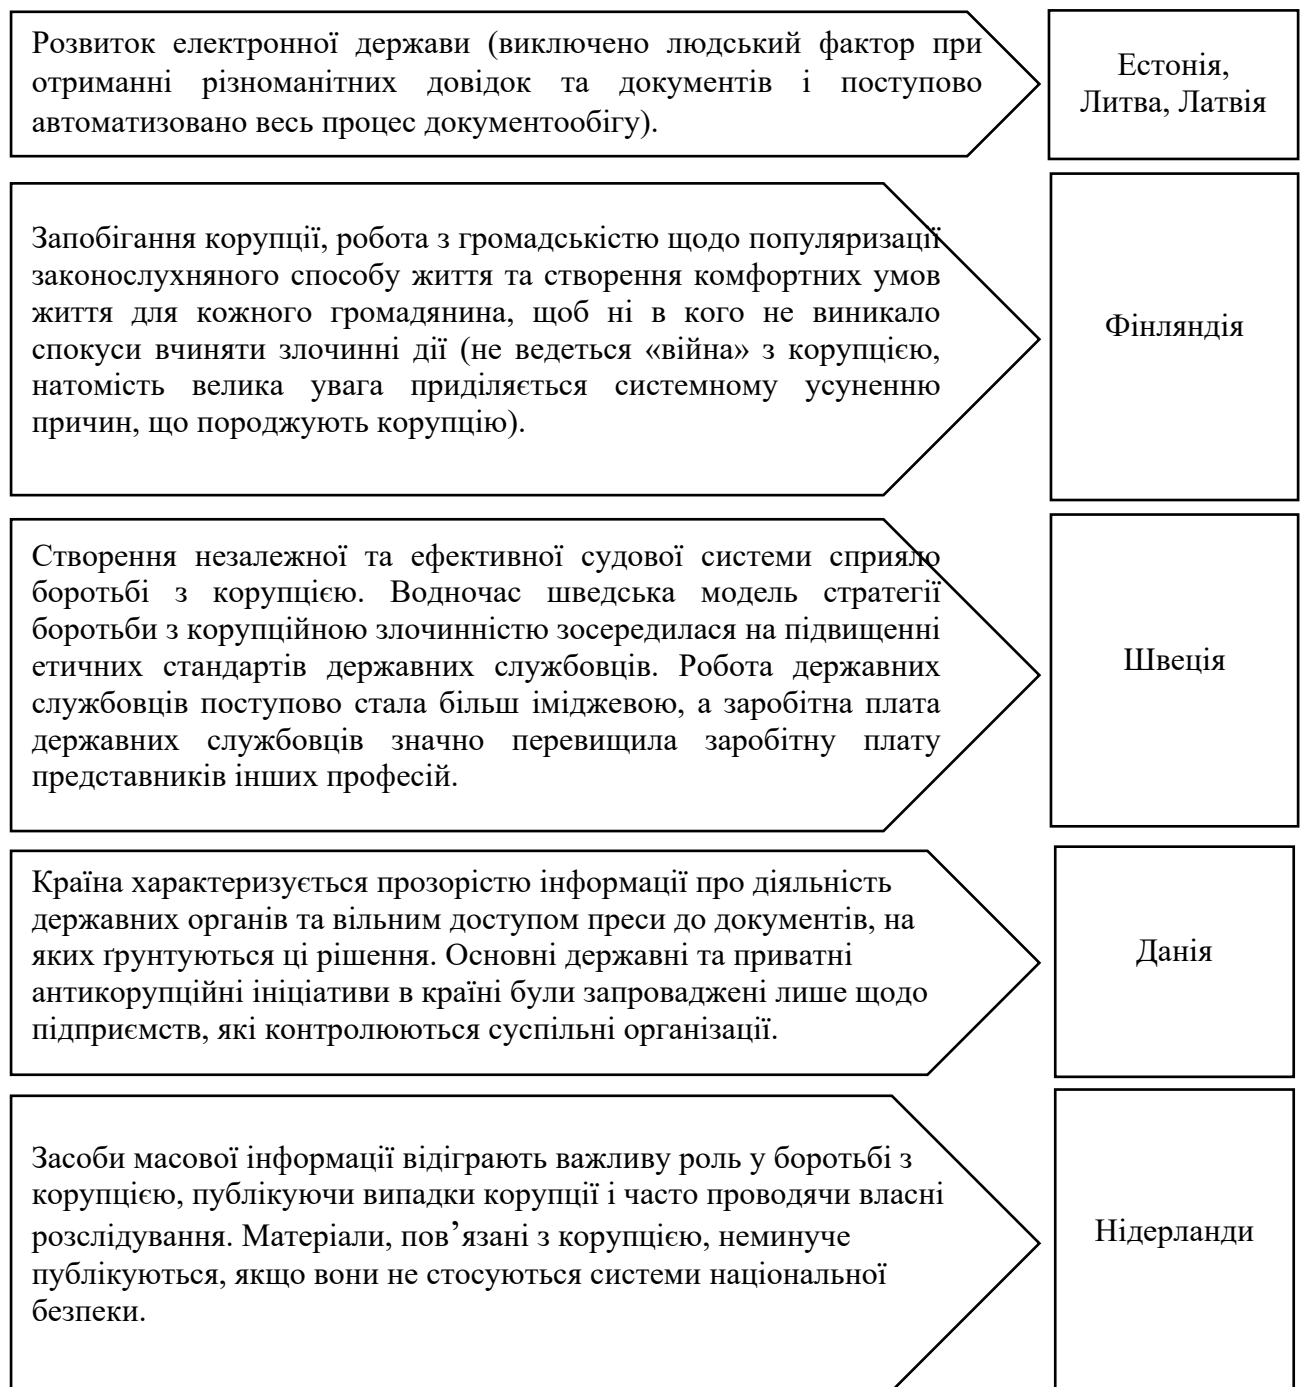 Розвиток електронної держави (виключено людський фактор при
отриманні різноманітних довідок та документів і поступово
автоматизовано весь процес документообігу).
Естонія,
Литва, Латвія
Запобігання корупції, робота з громадськістю щодо популяризації
законослухняного способу життя та створення комфортних умов
життя для кожного громадянина, щоб ні в кого не виникало
спокуси вчиняти злочинні дії (не ведеться «війна» з корупцією,
натомість велика увага приділяється системному усуненню
причин, що породжують корупцію).
Фінляндія
Створення незалежної та ефективної судової системи сприяло
боротьбі з корупцією. Водночас шведська модель стратегії
боротьби з корупційною злочинністю зосередилася на підвищенні
етичних стандартів державних службовців. Робота державних
службовців поступово стала більш іміджевою, а заробітна плата
державних службовців значно перевищила заробітну плату
представників інших професій.
Швеція
Країна характеризується прозорістю інформації про діяльність
державних органів та вільним доступом преси до документів, на
яких ґрунтуються ці рішення. Основні державні та приватні
антикорупційні ініціативи в країні були запроваджені лише щодо
підприємств, які контролюються суспільні організації.
Данія
Засоби масової інформації відіграють важливу роль у боротьбі з
корупцією, публікуючи випадки корупції і часто проводячи власні
розслідування. Матеріали, пов’язані з корупцією, неминуче
публікуються, якщо вони не стосуються системи національної
безпеки.
Нідерланди